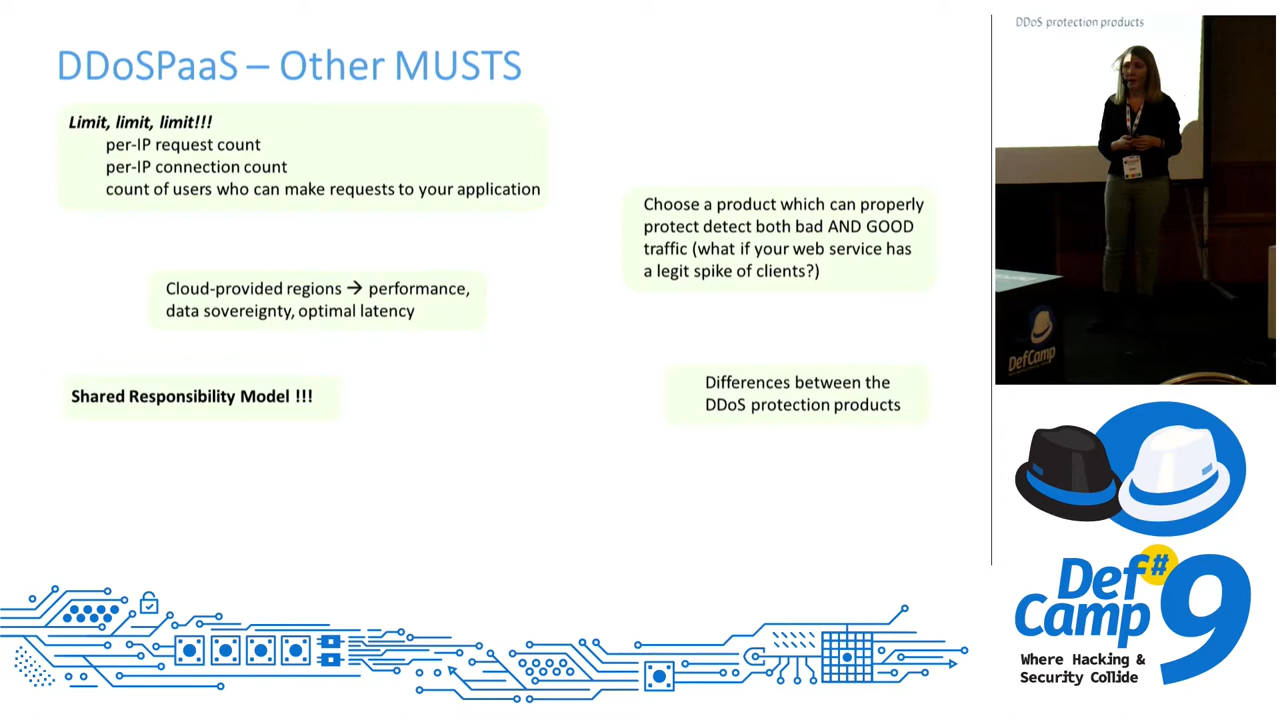 DDoSPaaS – Other MUSTS
Limit, limit, limit!!!
per-IP request count
per-IP connection count
count of users who can make requests to your application
Choose a product which can properly
protect detect both bad AND GOOD
traffic (what if your web service has
a legit spike of clients?)
Cloud-provided regions → performance,
data sovereignty, optimal latency
Shared Responsibility Model !!!
Differences between the
DDoS protection products
DDoS protection products
DefCamp
Def#
Camp 9
Where Hacking &
Security Collide